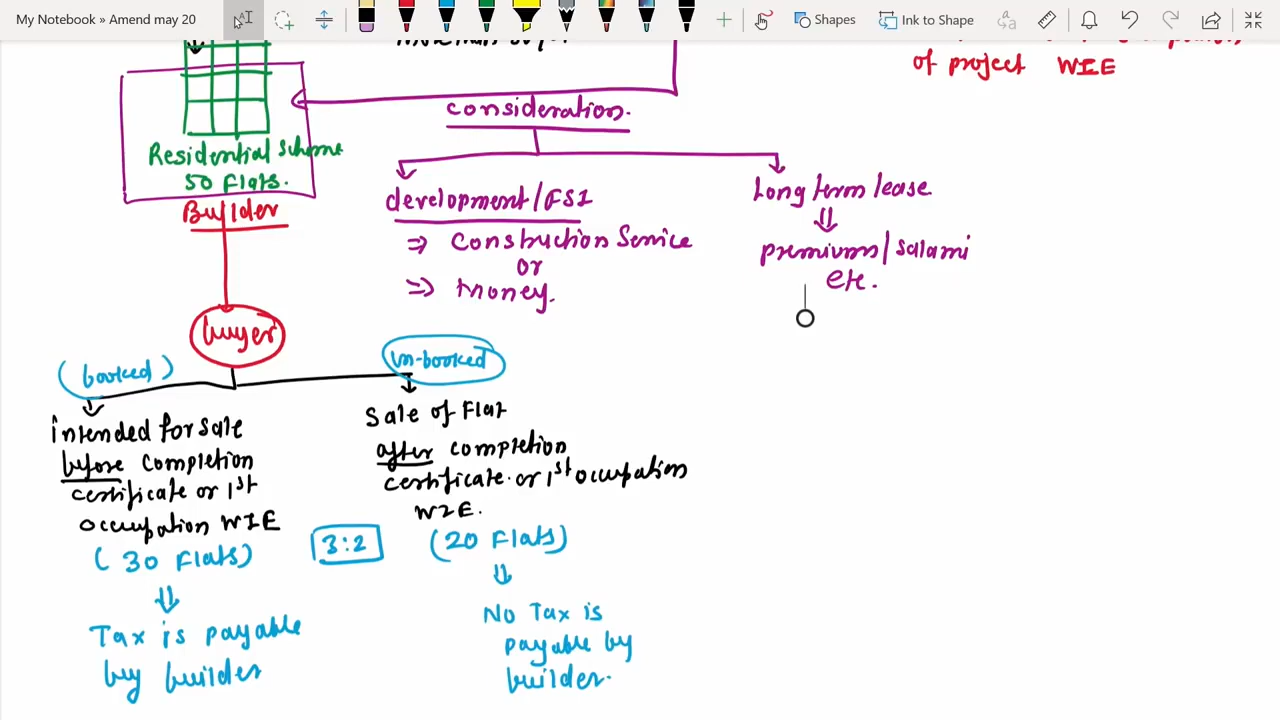 My Notebook » Amend may 20
Shapes
Ink to Shape
of project WIE
consideration.
Residential Scheme
50 Flats.
Builder
development/FSI
⇒ Construction Service
or
⇒ Money.
Long term lease
⇓
premiums/salami
etc.
buyer
(booked)
un-booked
intended for sale
before completion
certificate or 1st
occupation WIE
(30 Flats)
⇓
Tax is payable
by builder
3:2
Sale of Flat
after completion
certificate or 1st occupation
WIE.
(20 Flats)
⇓
No Tax is
payable by
builder.